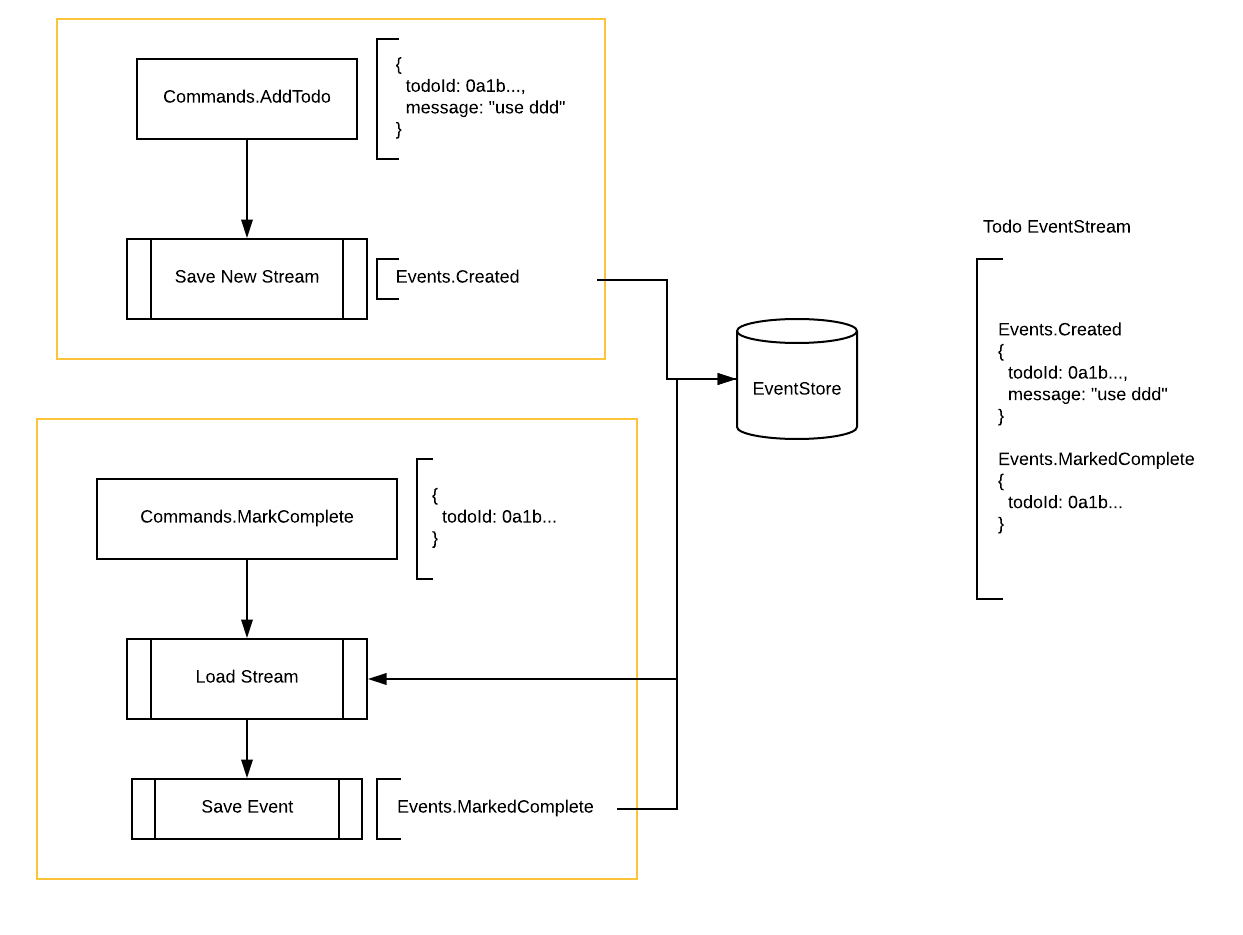 Commands.AddTodo
{
todoId: 0a1b...,
message: "use ddd"
}
Save New Stream
Events.Created
EventStore
Commands.MarkComplete
{
todoId: 0a1b...
}
Load Stream
Save Event
Events.MarkedComplete
Todo EventStream
Events.Created
{
todoId: 0a1b...,
message: "use ddd"
}
Events.MarkedComplete
{
todoId: 0a1b...
}